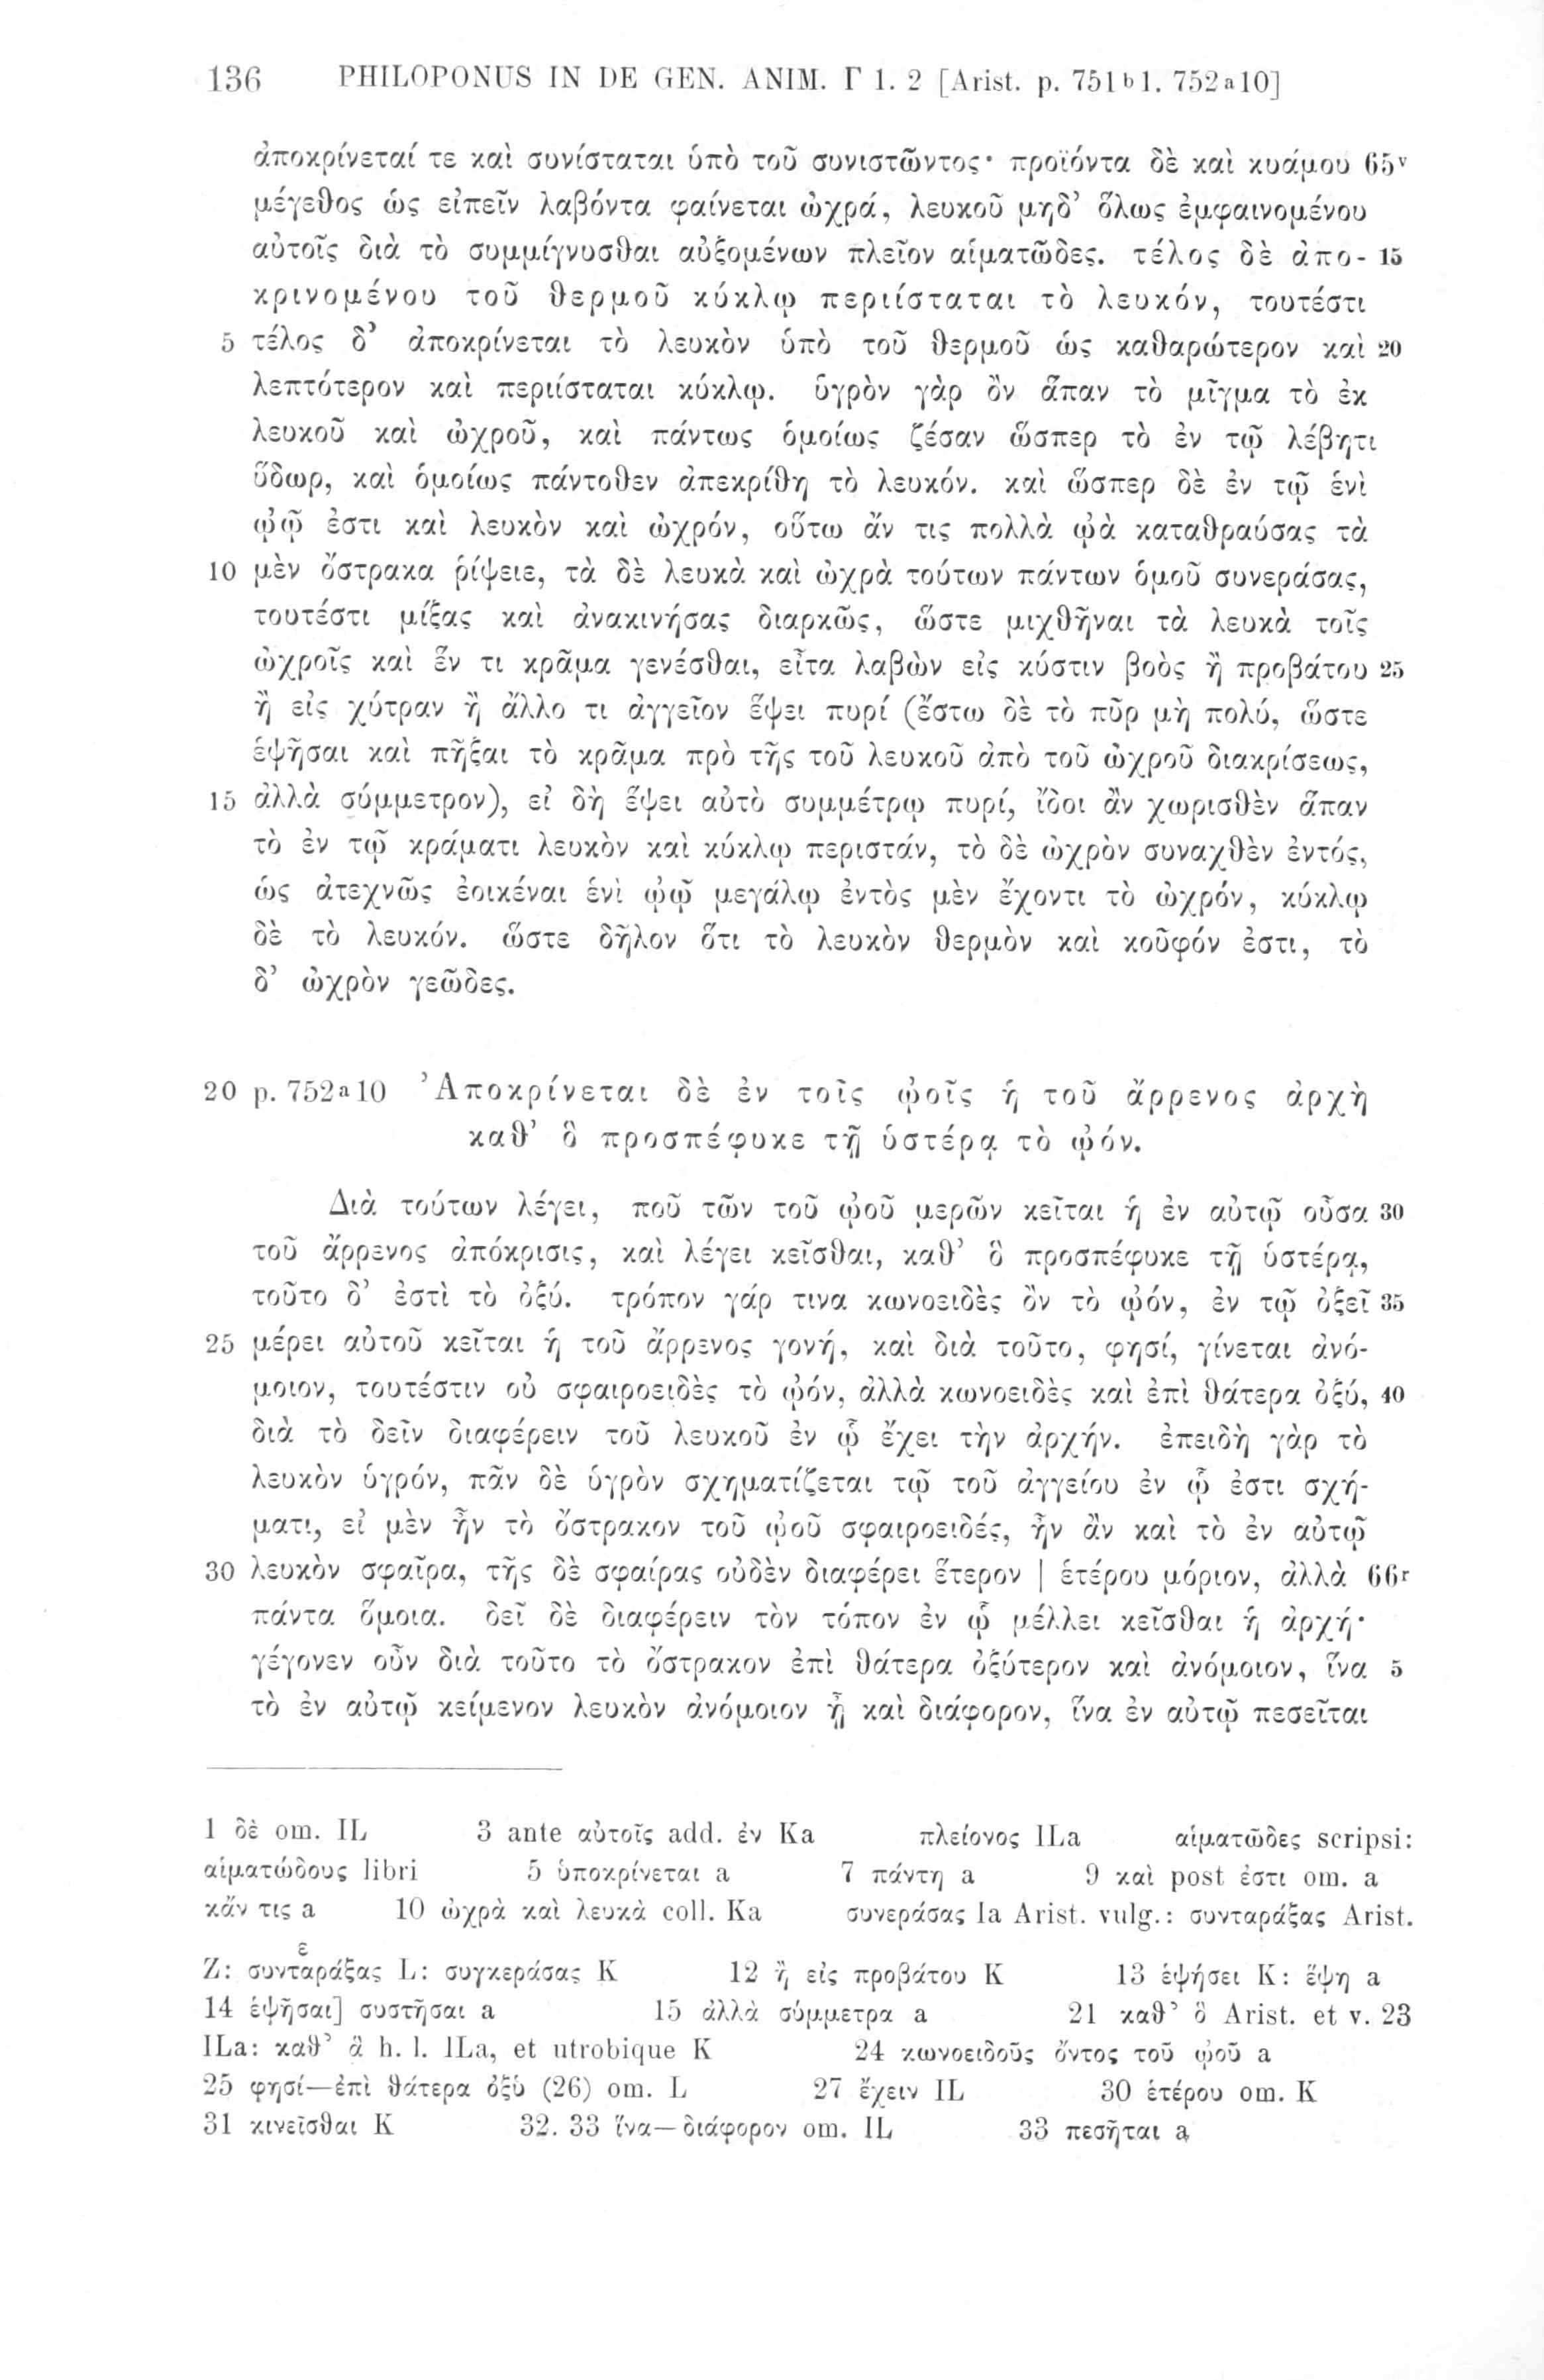 136 PHILOPONUS IN DE GEN. ANIM. Γ 1. 2 [Arist. p. 751ᵇ1. 752ᵃ10]
ἀποκρίνεταί τε καὶ συνίσταται ὑπὸ τοῦ συνιστῶντος· προϊόντα δὲ καὶ κυάμου 65ᵛ
μέγεθος ὡς εἰπεῖν λαβόντα φαίνεται ὠχρά, λευκοῦ μηδ’ ὅλως ἐμφαινομένου
αὐτοῖς διὰ τὸ συμμίγνυσθαι αὐξομένων πλεῖον αἱματῶδες. τέλος δὲ ἀπο- 15
κρινομένου τοῦ θερμοῦ κύκλῳ περιίσταται τὸ λευκόν, τουτέστι
5 τέλος δ’ ἀποκρίνεται τὸ λευκὸν ὑπὸ τοῦ θερμοῦ ὡς καθαρώτερον καὶ 20
λεπτότερον καὶ περιίσταται κύκλῳ. ὑγρὸν γὰρ ὂν ἅπαν τὸ μῖγμα τὸ ἐκ
λευκοῦ καὶ ὠχροῦ, καὶ πάντως ὁμοίως ζέσαν ὥσπερ τὸ ἐν τῷ λέβητι
ὕδωρ, καὶ ὁμοίως πάντοθεν ἀπεκρίθη τὸ λευκόν. καὶ ὥσπερ δὲ ἐν τῷ ἑνὶ
ᾠῷ ἐστι καὶ λευκὸν καὶ ὠχρόν, οὕτω ἄν τις πολλὰ ᾠὰ καταθραύσας τὰ
10 μὲν ὄστρακα ῥίψειε, τὰ δὲ λευκὰ καὶ ὠχρὰ τούτων πάντων ὁμοῦ συνεράσας,
τουτέστι μίξας καὶ ἀνακινήσας διαρκῶς, ὥστε μιχθῆναι τὰ λευκὰ τοῖς
ὠχροῖς καὶ ἕν τι κρᾶμα γενέσθαι, εἶτα λαβὼν εἰς κύστιν βοὸς ἢ προβάτου 25
ἢ εἰς χύτραν ἢ ἄλλο τι ἀγγεῖον ἕψει πυρί (ἔστω δὲ τὸ πῦρ μὴ πολύ, ὥστε
ἑψῆσαι καὶ πῆξαι τὸ κρᾶμα πρὸ τῆς τοῦ λευκοῦ ἀπὸ τοῦ ὠχροῦ διακρίσεως,
15 ἀλλὰ σύμμετρον), εἰ δὴ ἕψει αὐτὸ συμμέτρῳ πυρί, ἴδοι ἂν χωρισθὲν ἅπαν
τὸ ἐν τῷ κράματι λευκὸν καὶ κύκλῳ περιστάν, τὸ δὲ ὠχρὸν συναχθὲν ἐντός,
ὡς ἀτεχνῶς ἐοικέναι ἑνὶ ᾠῷ μεγάλῳ ἐντὸς μὲν ἔχοντι τὸ ὠχρόν, κύκλῳ
δὲ τὸ λευκόν. ὥστε δῆλον ὅτι τὸ λευκὸν θερμὸν καὶ κοῦφόν ἐστι, τὸ
δ’ ὠχρὸν γεῶδες.
20 p. 752ᵃ10 Ἀποκρίνεται δὲ ἐν τοῖς ᾠοῖς ἡ τοῦ ἄρρενος ἀρχὴ
καθ’ ὃ προσπέφυκε τῇ ὑστέρᾳ τὸ ᾠόν.
Διὰ τούτων λέγει, ποῦ τῶν τοῦ ᾠοῦ μερῶν κεῖται ἡ ἐν αὐτῷ οὖσα 30
τοῦ ἄρρενος ἀπόκρισις, καὶ λέγει κεῖσθαι, καθ’ ὃ προσπέφυκε τῇ ὑστέρᾳ,
τοῦτο δ’ ἐστὶ τὸ ὀξύ. τρόπον γάρ τινα κωνοειδὲς ὂν τὸ ᾠόν, ἐν τῷ ὀξεῖ 35
25 μέρει αὐτοῦ κεῖται ἡ τοῦ ἄρρενος γονή, καὶ διὰ τοῦτο, φησί, γίνεται ἀνό-
μοιον, τουτέστιν οὐ σφαιροειδὲς τὸ ᾠόν, ἀλλὰ κωνοειδὲς καὶ ἐπὶ θάτερα ὀξύ, 40
διὰ τὸ δεῖν διαφέρειν τοῦ λευκοῦ ἐν ᾧ ἔχει τὴν ἀρχήν. ἐπειδὴ γὰρ τὸ
λευκὸν ὑγρόν, πᾶν δὲ ὑγρὸν σχηματίζεται τῷ τοῦ ἀγγείου ἐν ᾧ ἐστι σχή-
ματι, εἰ μὲν ἦν τὸ ὄστρακον τοῦ ᾠοῦ σφαιροειδές, ἦν ἂν καὶ τὸ ἐν αὐτῷ
30 λευκὸν σφαῖρα, τῆς δὲ σφαίρας οὐδὲν διαφέρει ἕτερον | ἑτέρου μόριον, ἀλλὰ 66ʳ
πάντα ὅμοια. δεῖ δὲ διαφέρειν τὸν τόπον ἐν ᾧ μέλλει κεῖσθαι ἡ ἀρχή·
γέγονεν οὖν διὰ τοῦτο τὸ ὄστρακον ἐπὶ θάτερα ὀξύτερον καὶ ἀνόμοιον, ἵνα 5
τὸ ἐν αὐτῷ κείμενον λευκὸν ἀνόμοιον ᾖ καὶ διάφορον, ἵνα ἐν αὐτῷ πεσεῖται
1 δὲ om. IL 3 ante αὐτοῖς add. ἐν Ka πλείονος ILa αἱματῶδες scripsi:
αἱματώδους libri 5 ὑποκρίνεται a 7 πάντη a 9 καὶ post ἐστι om. a
κἄν τις a 10 ὠχρὰ καὶ λευκὰ coll. Ka συνεράσας Ia Arist. vulg.: συνταράξας Arist.
ε
Z: συνταράξας L: συγκεράσας K 12 ἢ εἰς προβάτου K 13 ἑψήσει K: ἕψη a
14 ἑψῆσαι] συστῆσαι a 15 ἀλλὰ σύμμετρα a 21 καθ’ ὃ Arist. et v. 23
ILa: καθ’ ἃ h. l. ILa, et utrobique K 24 κωνοειδοῦς ὄντος τοῦ ᾠοῦ a
25 φησί—ἐπὶ θάτερα ὀξὺ (26) om. L 27 ἔχειν IL 30 ἑτέρου om. K
31 κινεῖσθαι K 32. 33 ἵνα—διάφορον om. IL 33 πεσῆται a